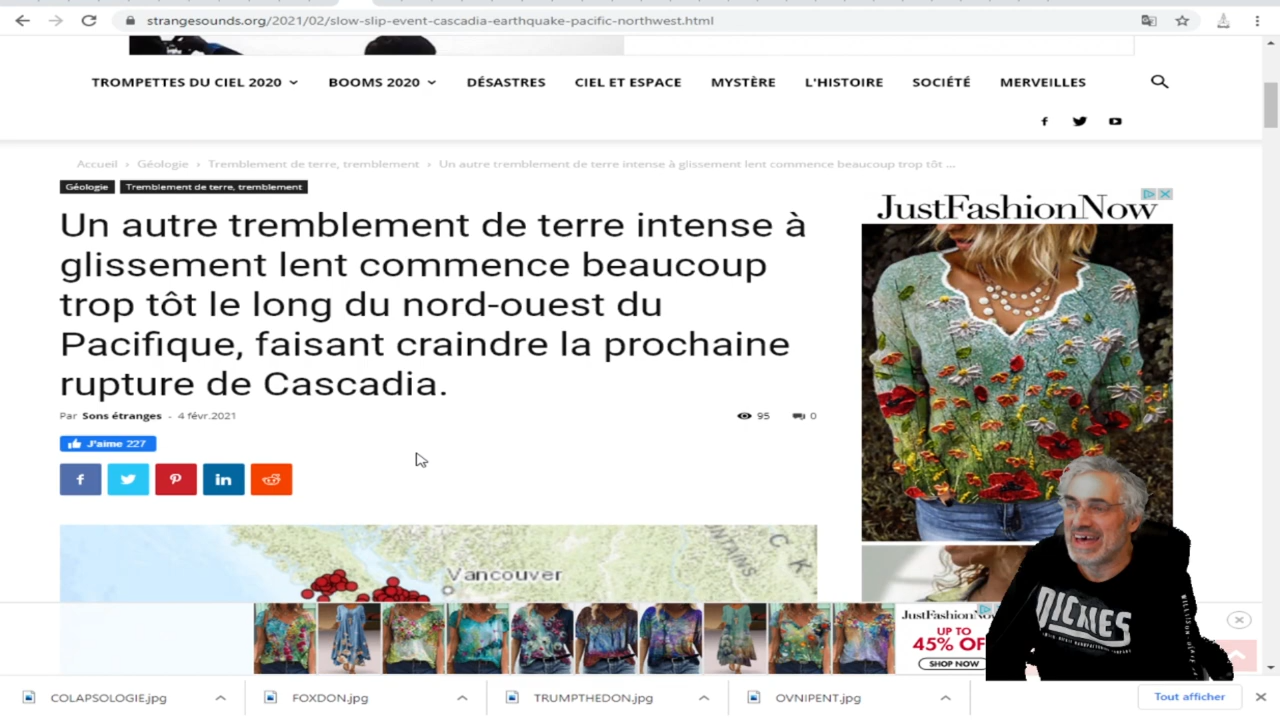 strangesounds.org/2021/02/slow-slip-event-cascadia-earthquake-pacific-northwest.html
TROMPETTES DU CIEL 2020
BOOMS 2020
DÉSASTRES
CIEL ET ESPACE
MYSTÈRE
L'HISTOIRE
SOCIÉTÉ
MERVEILLES
Accueil › Géologie › Tremblement de terre, tremblement › Un autre tremblement de terre intense à glissement lent commence beaucoup trop tôt ...
Géologie
Tremblement de terre, tremblement
Un autre tremblement de terre intense à
glissement lent commence beaucoup
trop tôt le long du nord-ouest du
Pacifique, faisant craindre la prochaine
rupture de Cascadia.
Par Sons étranges - 4 févr.2021
95
0
J'aime 227
JustFashionNow
Vancouver
JustFashionNow
UP TO
45% OFF
SHOP NOW
DICKIES
COLAPSOLOGIE.jpg
FOXDON.jpg
TRUMPTHEDON.jpg
OVNIPENT.jpg
Tout afficher